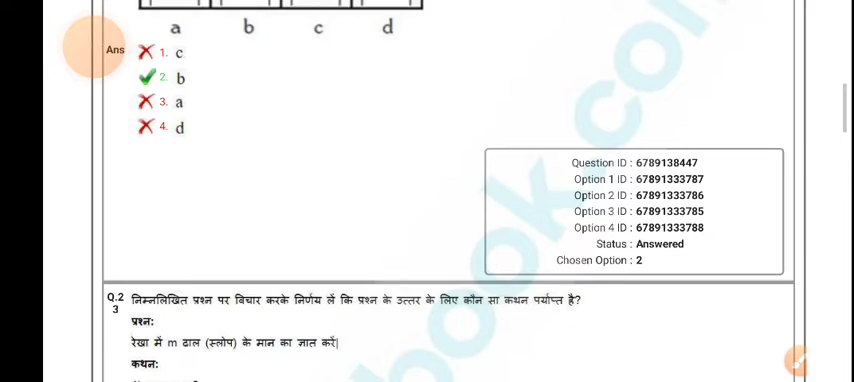 a b c d
Ans 1. c
2. b
3. a
4. d
Question ID : 6789138447
Option 1 ID : 67891333787
Option 2 ID : 67891333786
Option 3 ID : 67891333785
Option 4 ID : 67891333788
Status : Answered
Chosen Option : 2
Q.2 निम्नलिखित प्रश्न पर विचार करके निर्णय लें कि प्रश्न के उत्तर के लिए कौन सा कथन पर्याप्त है?
3
प्रश्न:
रेखा में m ढाल (स्लोप) के मान का ज्ञात करें|
कथन: